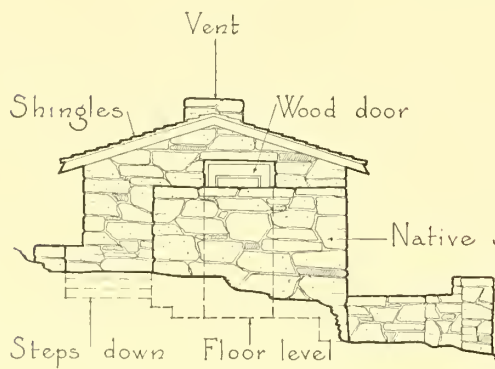 Vent
Shingles
Wood door
Native
Steps down
Floor level